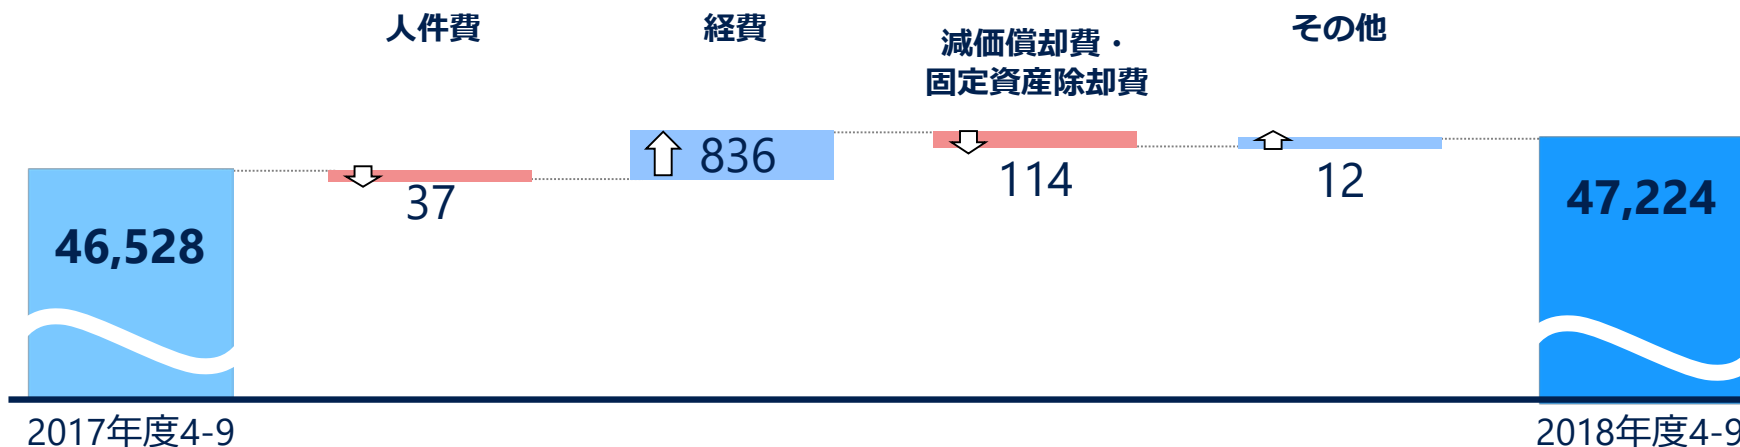 人件費
経費
減価償却費・
固定資産除却費
その他
46,528
37
836
114
12
47,224
2017年度4-9
2018年度4-9